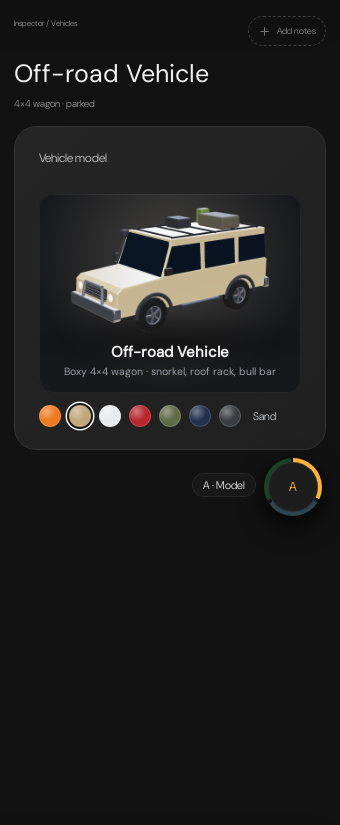 Inspector / Vehicles
Add notes
Off-road Vehicle
4×4 wagon · parked
Vehicle model
Off-road Vehicle
Boxy 4×4 wagon · snorkel, roof rack, bull bar
Sand
A · Model
A